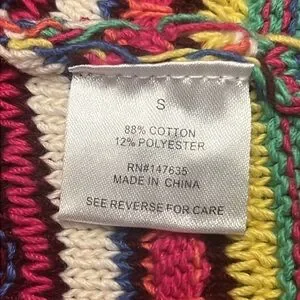 S
88% COTTON
12% POLYESTER
RN#147635
MADE IN CHINA
SEE REVERSE FOR CARE